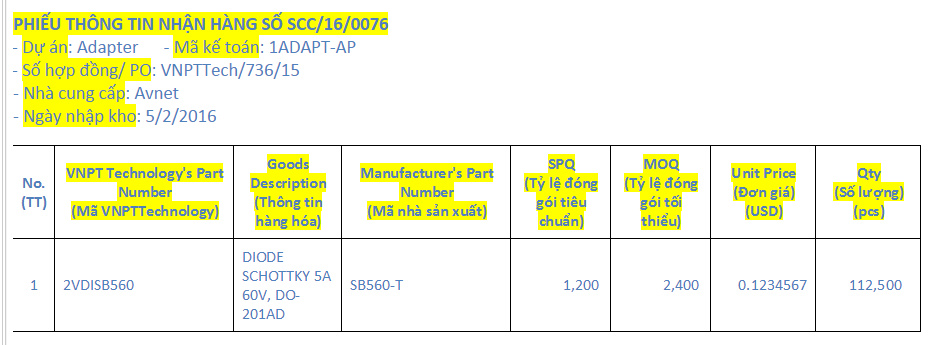 PHIẾU THÔNG TIN NHẬN HÀNG SỐ SCC/16/0076
- Dự án: Adapter - Mã kế toán: 1ADAPT-AP
- Số hợp đồng/ PO: VNPTTech/736/15
- Nhà cung cấp: Avnet
- Ngày nhập kho: 5/2/2016
No.
(TT)
VNPT Technology's Part
Number
(Mã VNPTTechnology)
Goods
Description
(Thông tin
hàng hóa)
Manufacturer's Part
Number
(Mã nhà sản xuất)
SPQ
(Tỷ lệ đóng
gói tiêu
chuẩn)
MOQ
(Tỷ lệ đóng
gói tối
thiểu)
Unit Price
(Đơn giá)
(USD)
Qty
(Số lượng)
(pcs)
1
2VDISB560
DIODE
SCHOTTKY 5A
60V, DO-
201AD
SB560-T
1,200
2,400
0.1234567
112,500